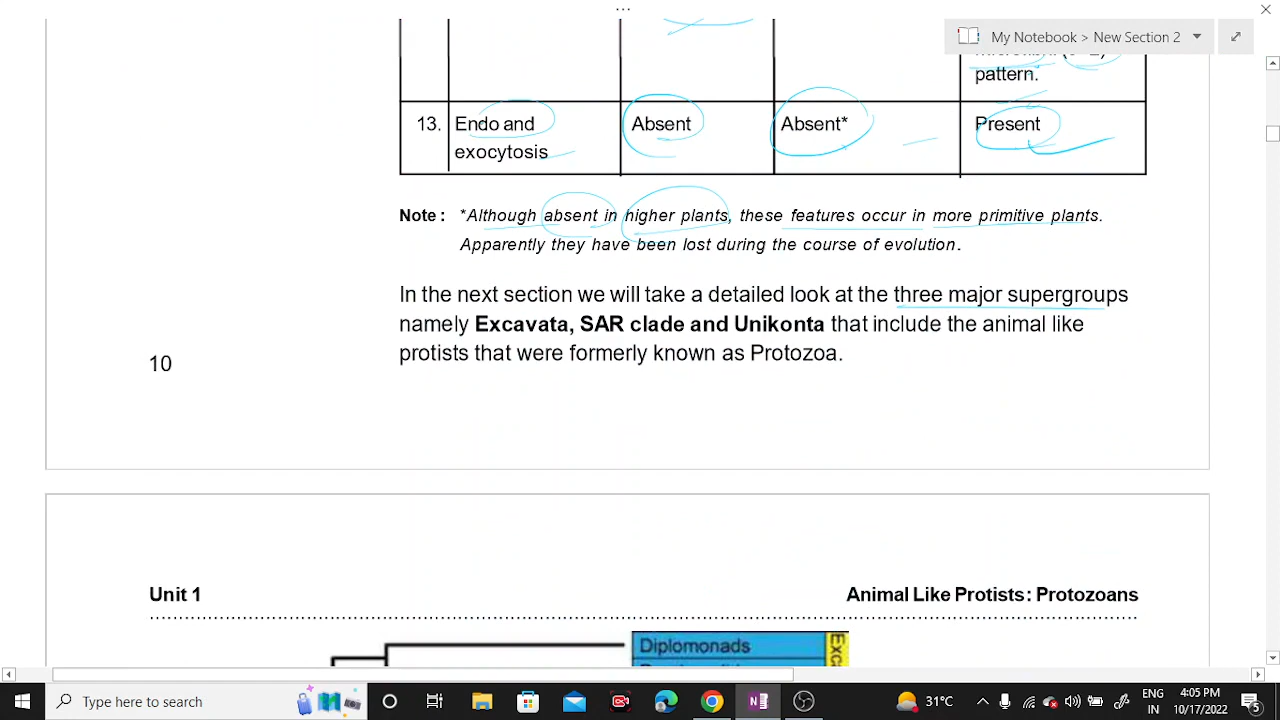 ...
My Notebook > New Section 2
pattern.
13. Endo and exocytosis Absent Absent* Present
Note : *Although absent in higher plants, these features occur in more primitive plants.
Apparently they have been lost during the course of evolution.
In the next section we will take a detailed look at the three major supergroups
namely Excavata, SAR clade and Unikonta that include the animal like
protists that were formerly known as Protozoa.
10
Unit 1 Animal Like Protists: Protozoans
Diplomonads
Type here to search
31°C
ENG
IN
4:05 PM
10/17/2022
5